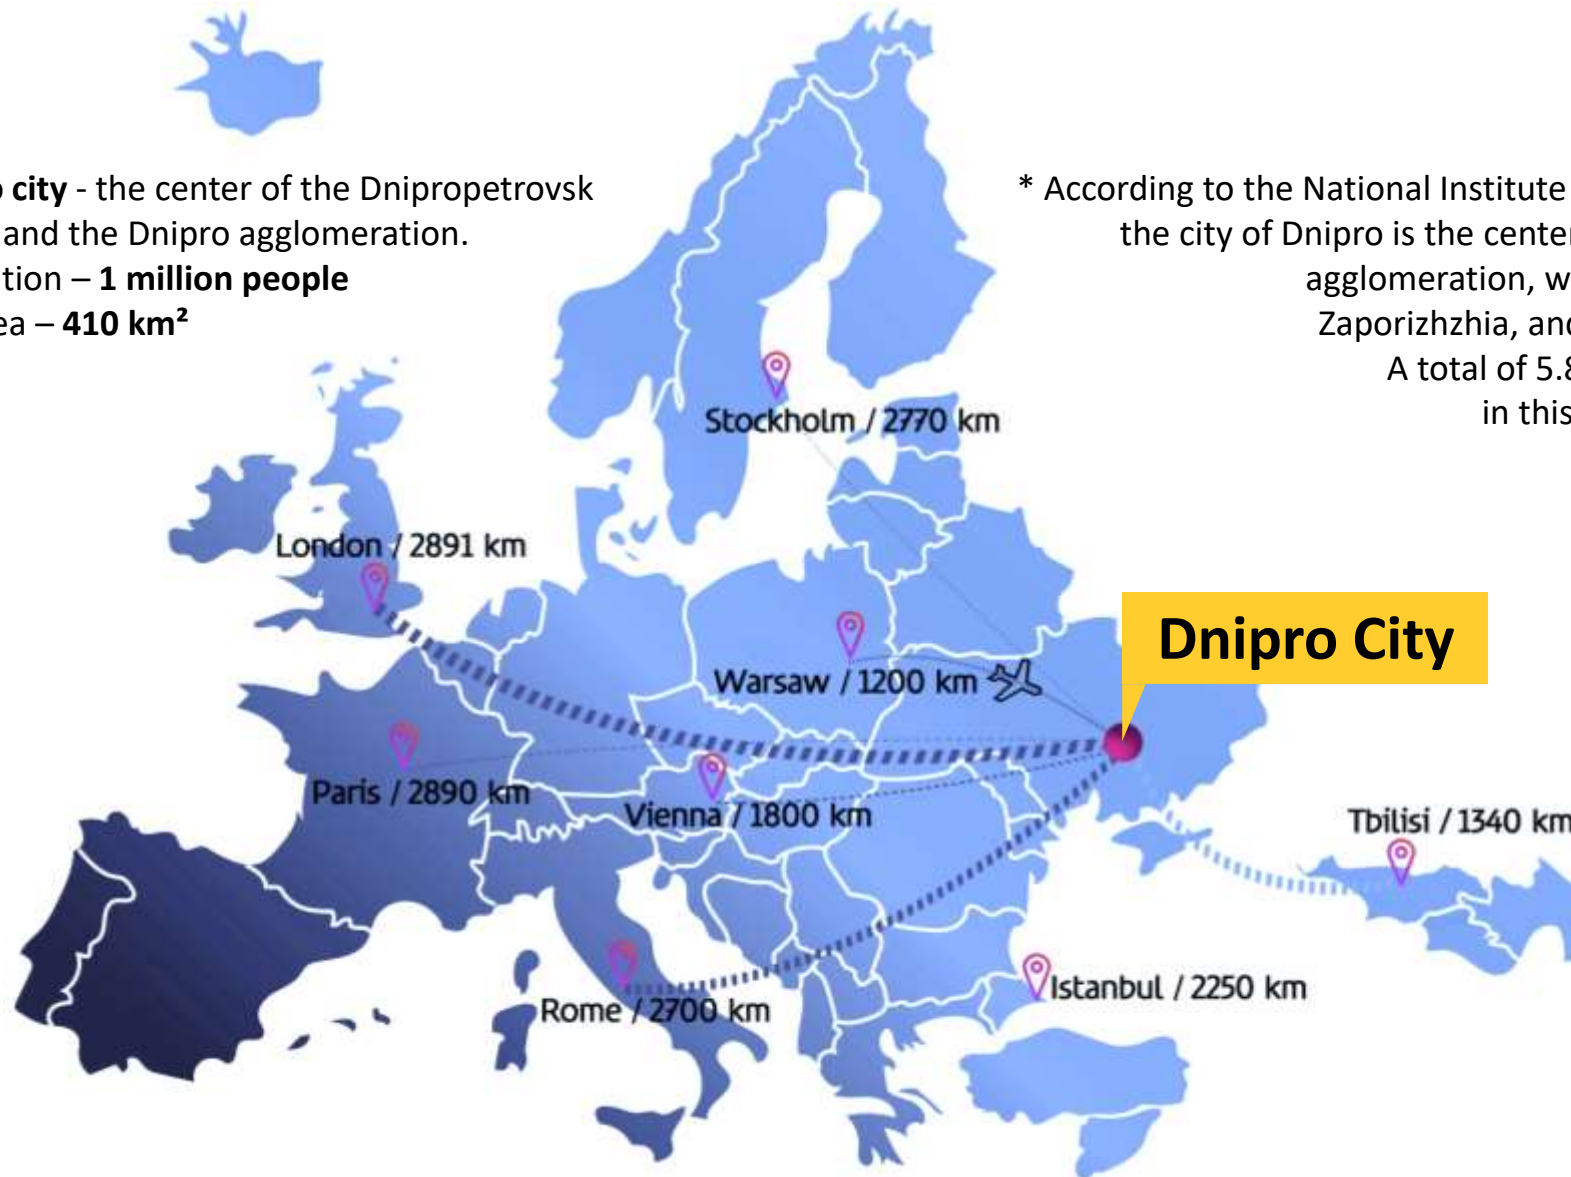 city - the center of the Dnipropetrovsk
and the Dnipro agglomeration.
tion – 1 million people
ea – 410 km²
* According to the National Institute
the city of Dnipro is the center
agglomeration, w
Zaporizhzhia, and
A total of 5.8
in this
Stockholm / 2770 km
London / 2891 km
Dnipro City
Warsaw / 1200 km
Paris / 2890 km
Vienna / 1800 km
Tbilisi / 1340 km
Rome / 2700 km
Istanbul / 2250 km